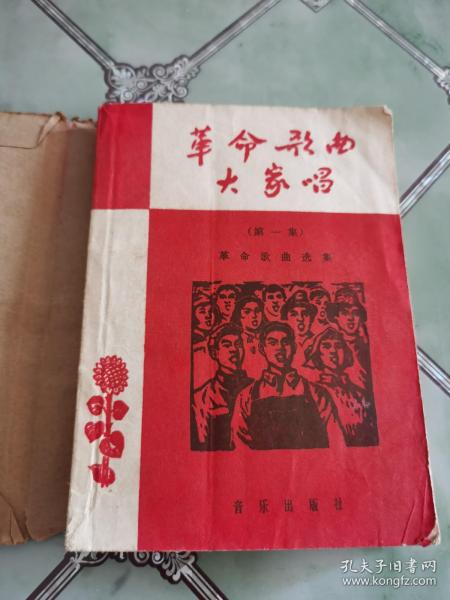 革命歌曲
大家唱
(第一集)
革命歌曲选集
音乐出版社
孔夫子旧书网
www.kongfz.com